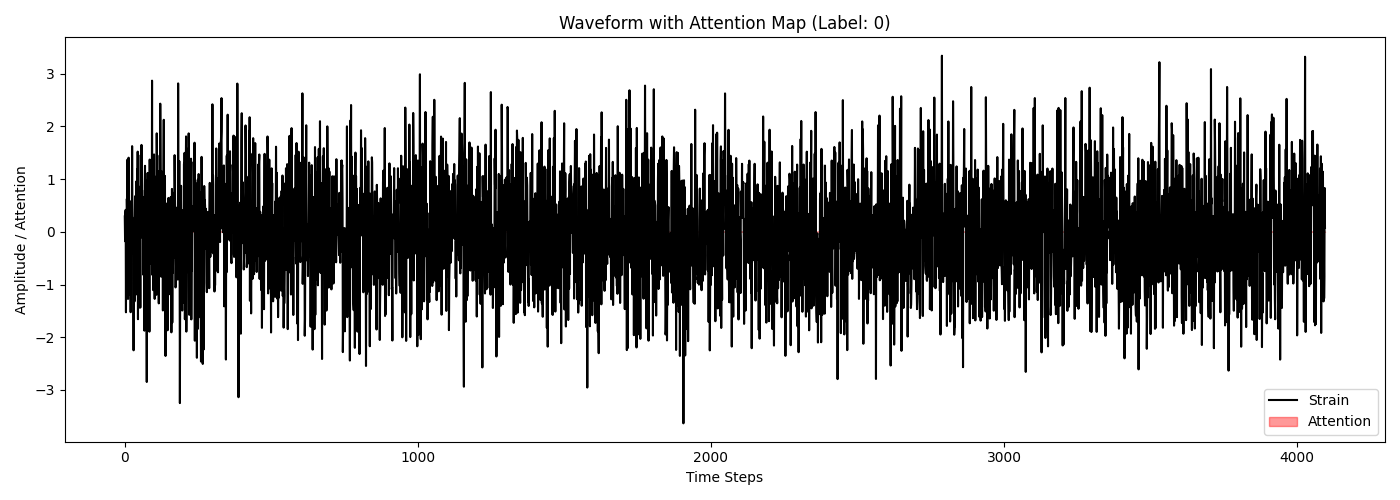 Waveform with Attention Map (Label: 0)
Amplitude / Attention
3
2
1
0
−1
−2
−3
0
1000
2000
3000
4000
Time Steps
Strain
Attention